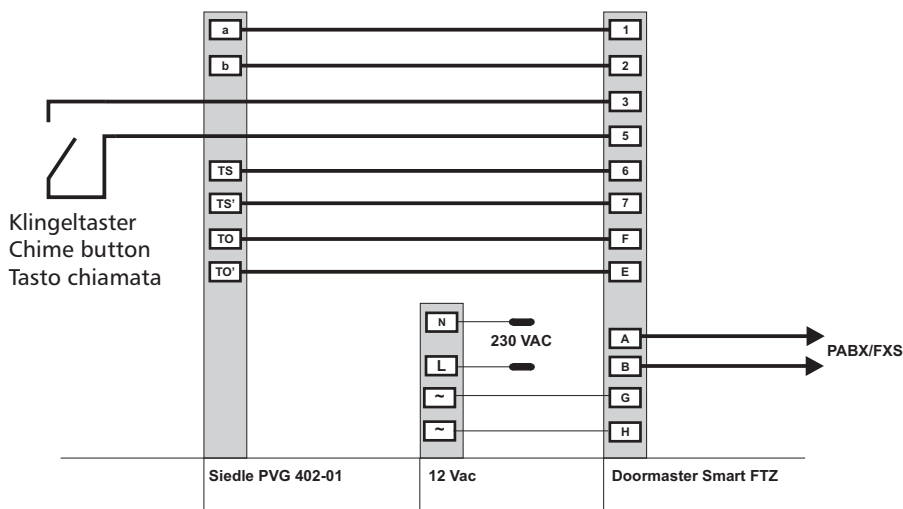 a 1
b 2
3
5
TS 6
TS' 7
Klingeltaster
Chime button
Tasto chiamata
TO F
TO' E
N
230 VAC
A
PABX/FXS
L B
~ G
~ H
Siedle PVG 402-01 12 Vac Doormaster Smart FTZ